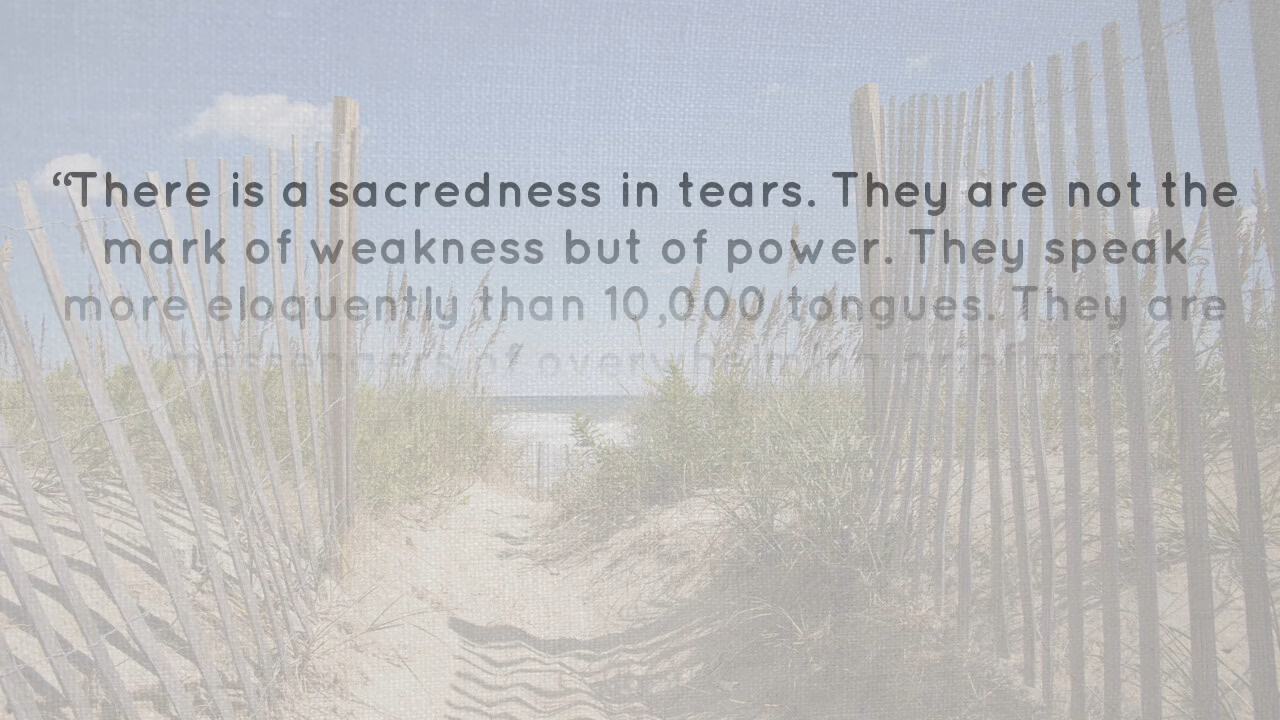 “There is a sacredness in tears. They are not the
mark of weakness but of power. They speak
more eloquently than 10,000 tongues. They are
messengers of overwhelming grief and